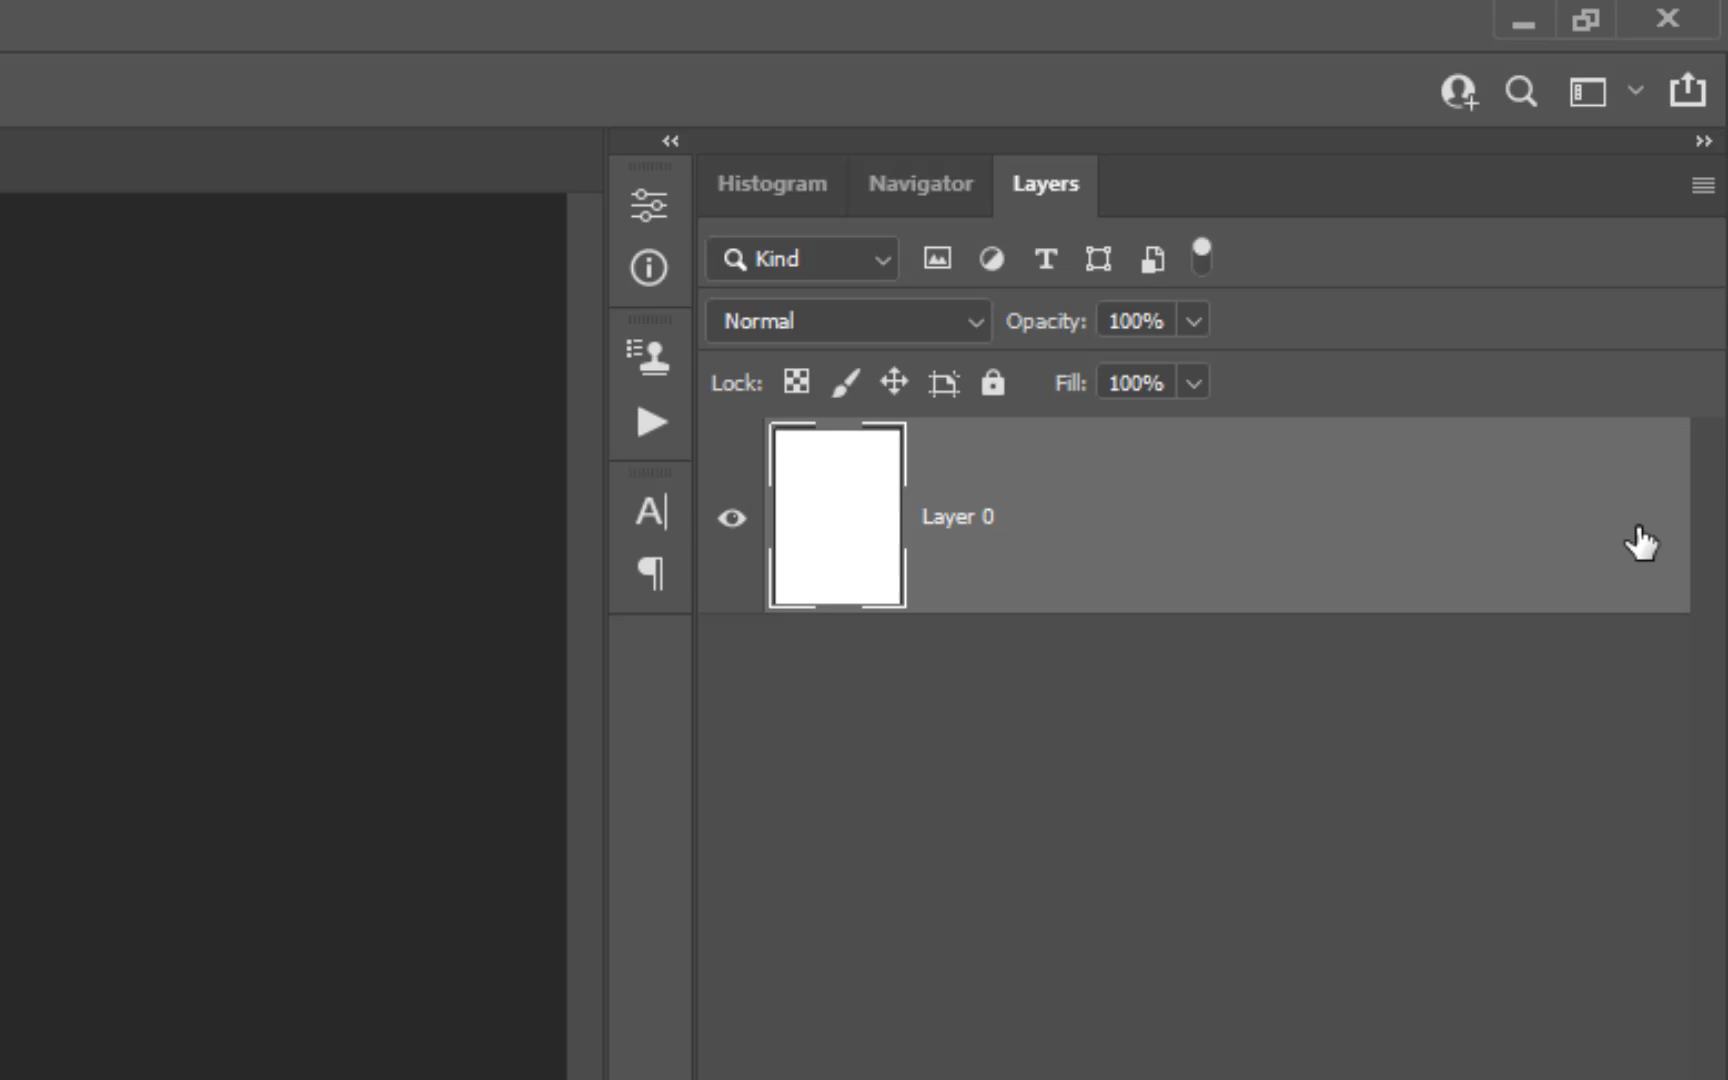 Histogram Navigator Layers
Kind
Normal Opacity: 100%
Lock: Fill: 100%
Layer 0